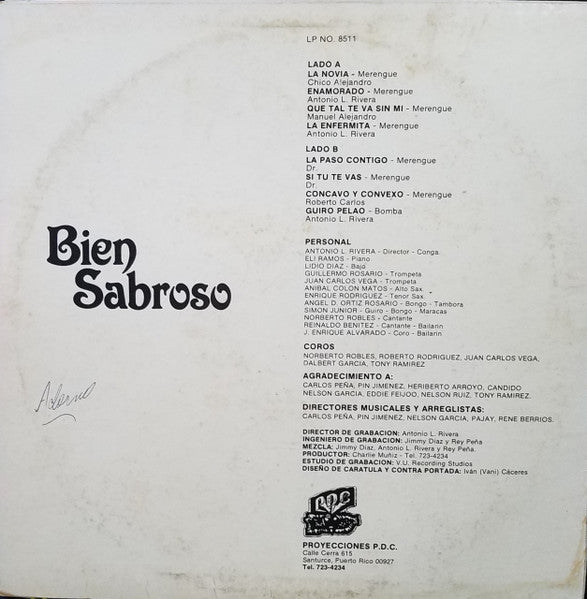 LP NO. 8511
LADO A
LA NOVIA - Merengue
Chico Alejandro
ENAMORADO - Merengue
Antonio L. Rivera
QUE TAL TE VA SIN MI - Merengue
Manuel Alejandro
LA ENFERMITA - Merengue
Antonio L. Rivera
LADO B
LA PASO CONTIGO - Merengue
Dr.
SI TU TE VAS - Merengue
Dr.
CONCAVO Y CONVEXO - Merengue
Roberto Carlos
GUIRO PELAO - Bomba
Antonio L. Rivera
Bien
Sabroso
PERSONAL
ANTONIO L. RIVERA - Director - Conga
ELI RAMOS - Piano
LIDIO DIAZ - Bajo
GUILLERMO ROSARIO - Trompeta
JUAN CARLOS VEGA - Trompeta
ANIBAL COLON MATOS - Alto Sax.
ENRIQUE RODRIGUEZ - Tenor Sax.
ANGEL D. ORTIZ ROSARIO - Bongo - Tambora
SIMON JUNIOR - Guiro - Bongo - Maracas
NORBERTO ROBLES - Cantante
REINALDO BENITEZ - Cantante - Bailarin
J. ENRIQUE ALVARADO - Coro - Bailarin
COROS
NORBERTO ROBLES, ROBERTO RODRIGUEZ, JUAN CARLOS VEGA,
DALBERT GARCIA, TONY RAMIREZ
AGRADECIMIENTO A:
CARLOS PEÑA, PIN JIMENEZ, HERIBERTO ARROYO, CANDIDO
NELSON GARCIA, EDDIE FEIJOO, NELSON RUIZ, TONY RAMIREZ.
DIRECTORES MUSICALES Y ARREGLISTAS:
CARLOS PEÑA, PIN JIMENEZ, NELSON GARCIA, PAJAY, RENE BERRIOS.
DIRECTOR DE GRABACION: Antonio L. Rivera
INGENIERO DE GRABACION: Jimmy Diaz y Rey Peña
MEZCLA: Jimmy Diaz, Antonio L. Rivera y Rey Peña.
PRODUCTOR: Charlie Muñiz - Tel. 723-4234
ESTUDIO DE GRABACION: V.U. Recording Studios
DISEÑO DE CARATULA Y CONTRA PORTADA: Iván (Vani) Cáceres
P.D.C.
PROYECCIONES P.D.C.
Calle Cerra 615
Santurce, Puerto Rico 00927
Tel. 723-4234